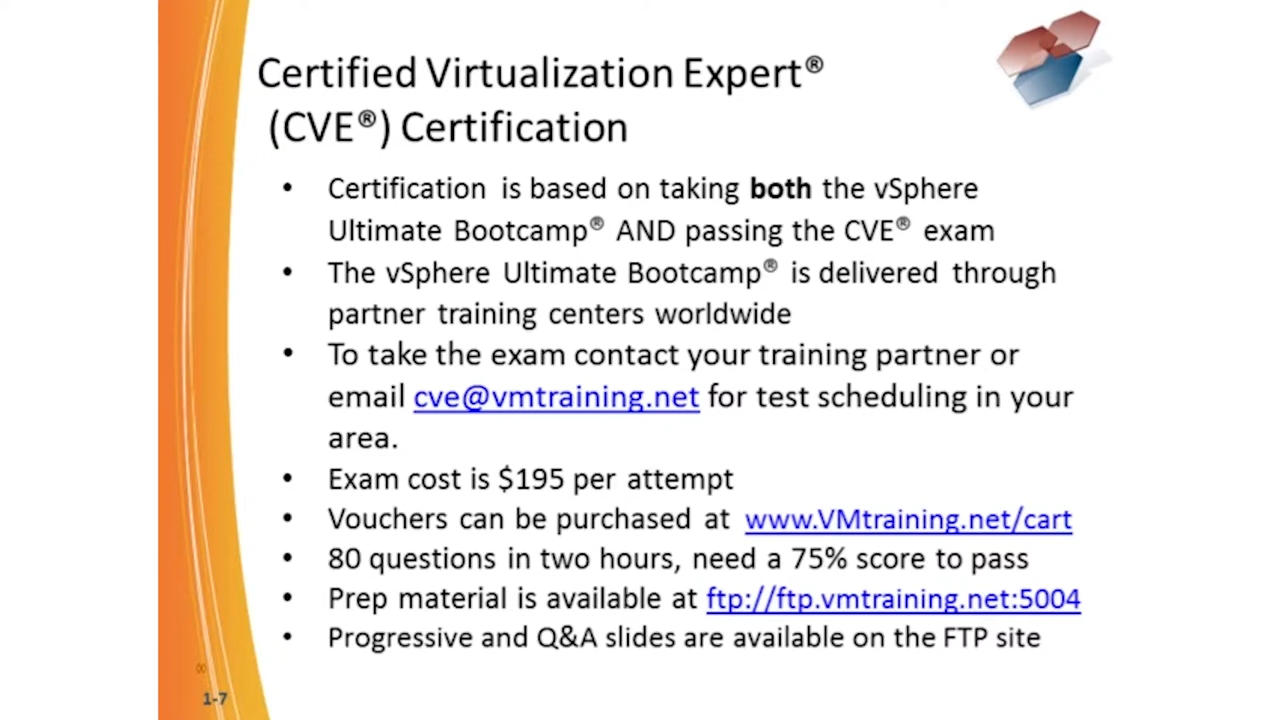 Certified Virtualization Expert®
(CVE®) Certification
• Certification is based on taking both the vSphere
Ultimate Bootcamp® AND passing the CVE® exam
• The vSphere Ultimate Bootcamp® is delivered through
partner training centers worldwide
• To take the exam contact your training partner or
email cve@vmtraining.net for test scheduling in your
area.
• Exam cost is $195 per attempt
• Vouchers can be purchased at www.VMtraining.net/cart
• 80 questions in two hours, need a 75% score to pass
• Prep material is available at ftp://ftp.vmtraining.net:5004
• Progressive and Q&A slides are available on the FTP site
1-7